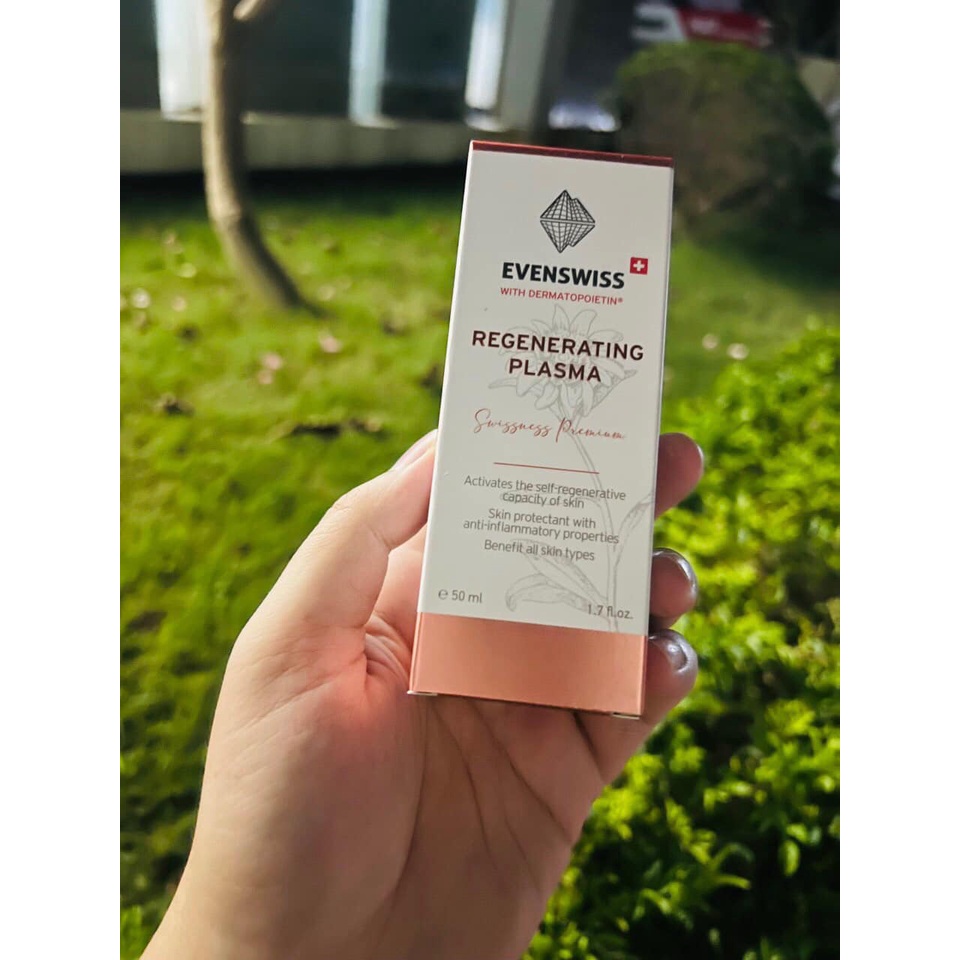 EVENSWISS
WITH DERMATOPOIETIN®
REGENERATING
PLASMA
Swissness Premium
Activates the self-regenerative
capacity of skin
Skin protectant with
anti-inflammatory properties
Benefit all skin types
℮ 50 ml
1.7 fl.oz.